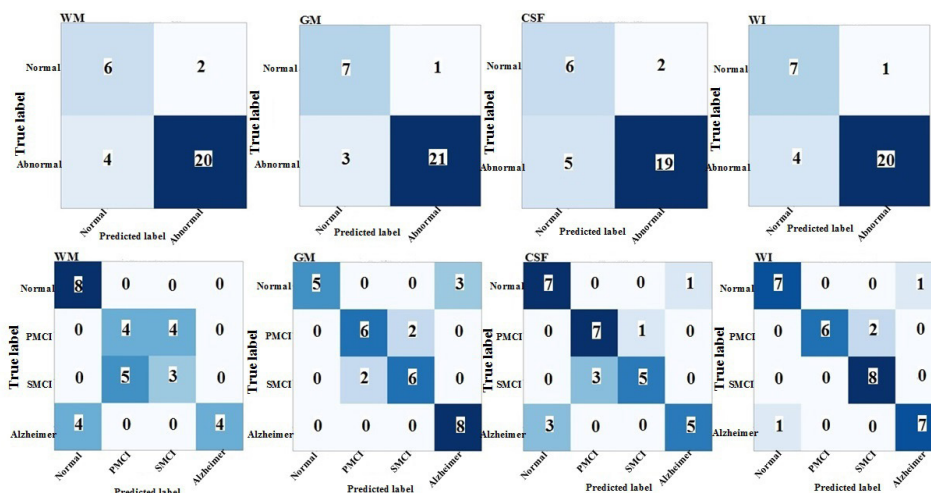 WM GM CSF WI
Normal 6 2 Normal 7 1 Normal 6 2 Normal 7 1
True label True label True label True label
Abnormal 4 20 Abnormal 3 21 Abnormal 5 19 Abnormal 4 20
Normal Abnormal Normal Abnormal Normal Abnormal Normal Abnormal
Predicted label Predicted label Predicted label Predicted label
WM GM CSF WI
Normal 8 0 0 0 Normal 5 0 0 3 Normal 7 0 0 1 Normal 7 0 0 1
PMCI 0 4 4 0 PMCI 0 6 2 0 PMCI 0 7 1 0 PMCI 0 6 2 0
True label True label True label True label
SMCI 0 5 3 0 SMCI 0 2 6 0 SMCI 0 3 5 0 SMCI 0 0 8 0
Alzheimer 4 0 0 4 Alzheimer 0 0 0 8 Alzheimer 3 0 0 5 Alzheimer 1 0 0 7
Normal PMCI SMCI Alzheimer Normal PMCI SMCI Alzheimer Normal PMCI SMCI Alzheimer Normal PMCI SMCI Alzheimer
Predicted label Predicted label Predicted label Predicted label